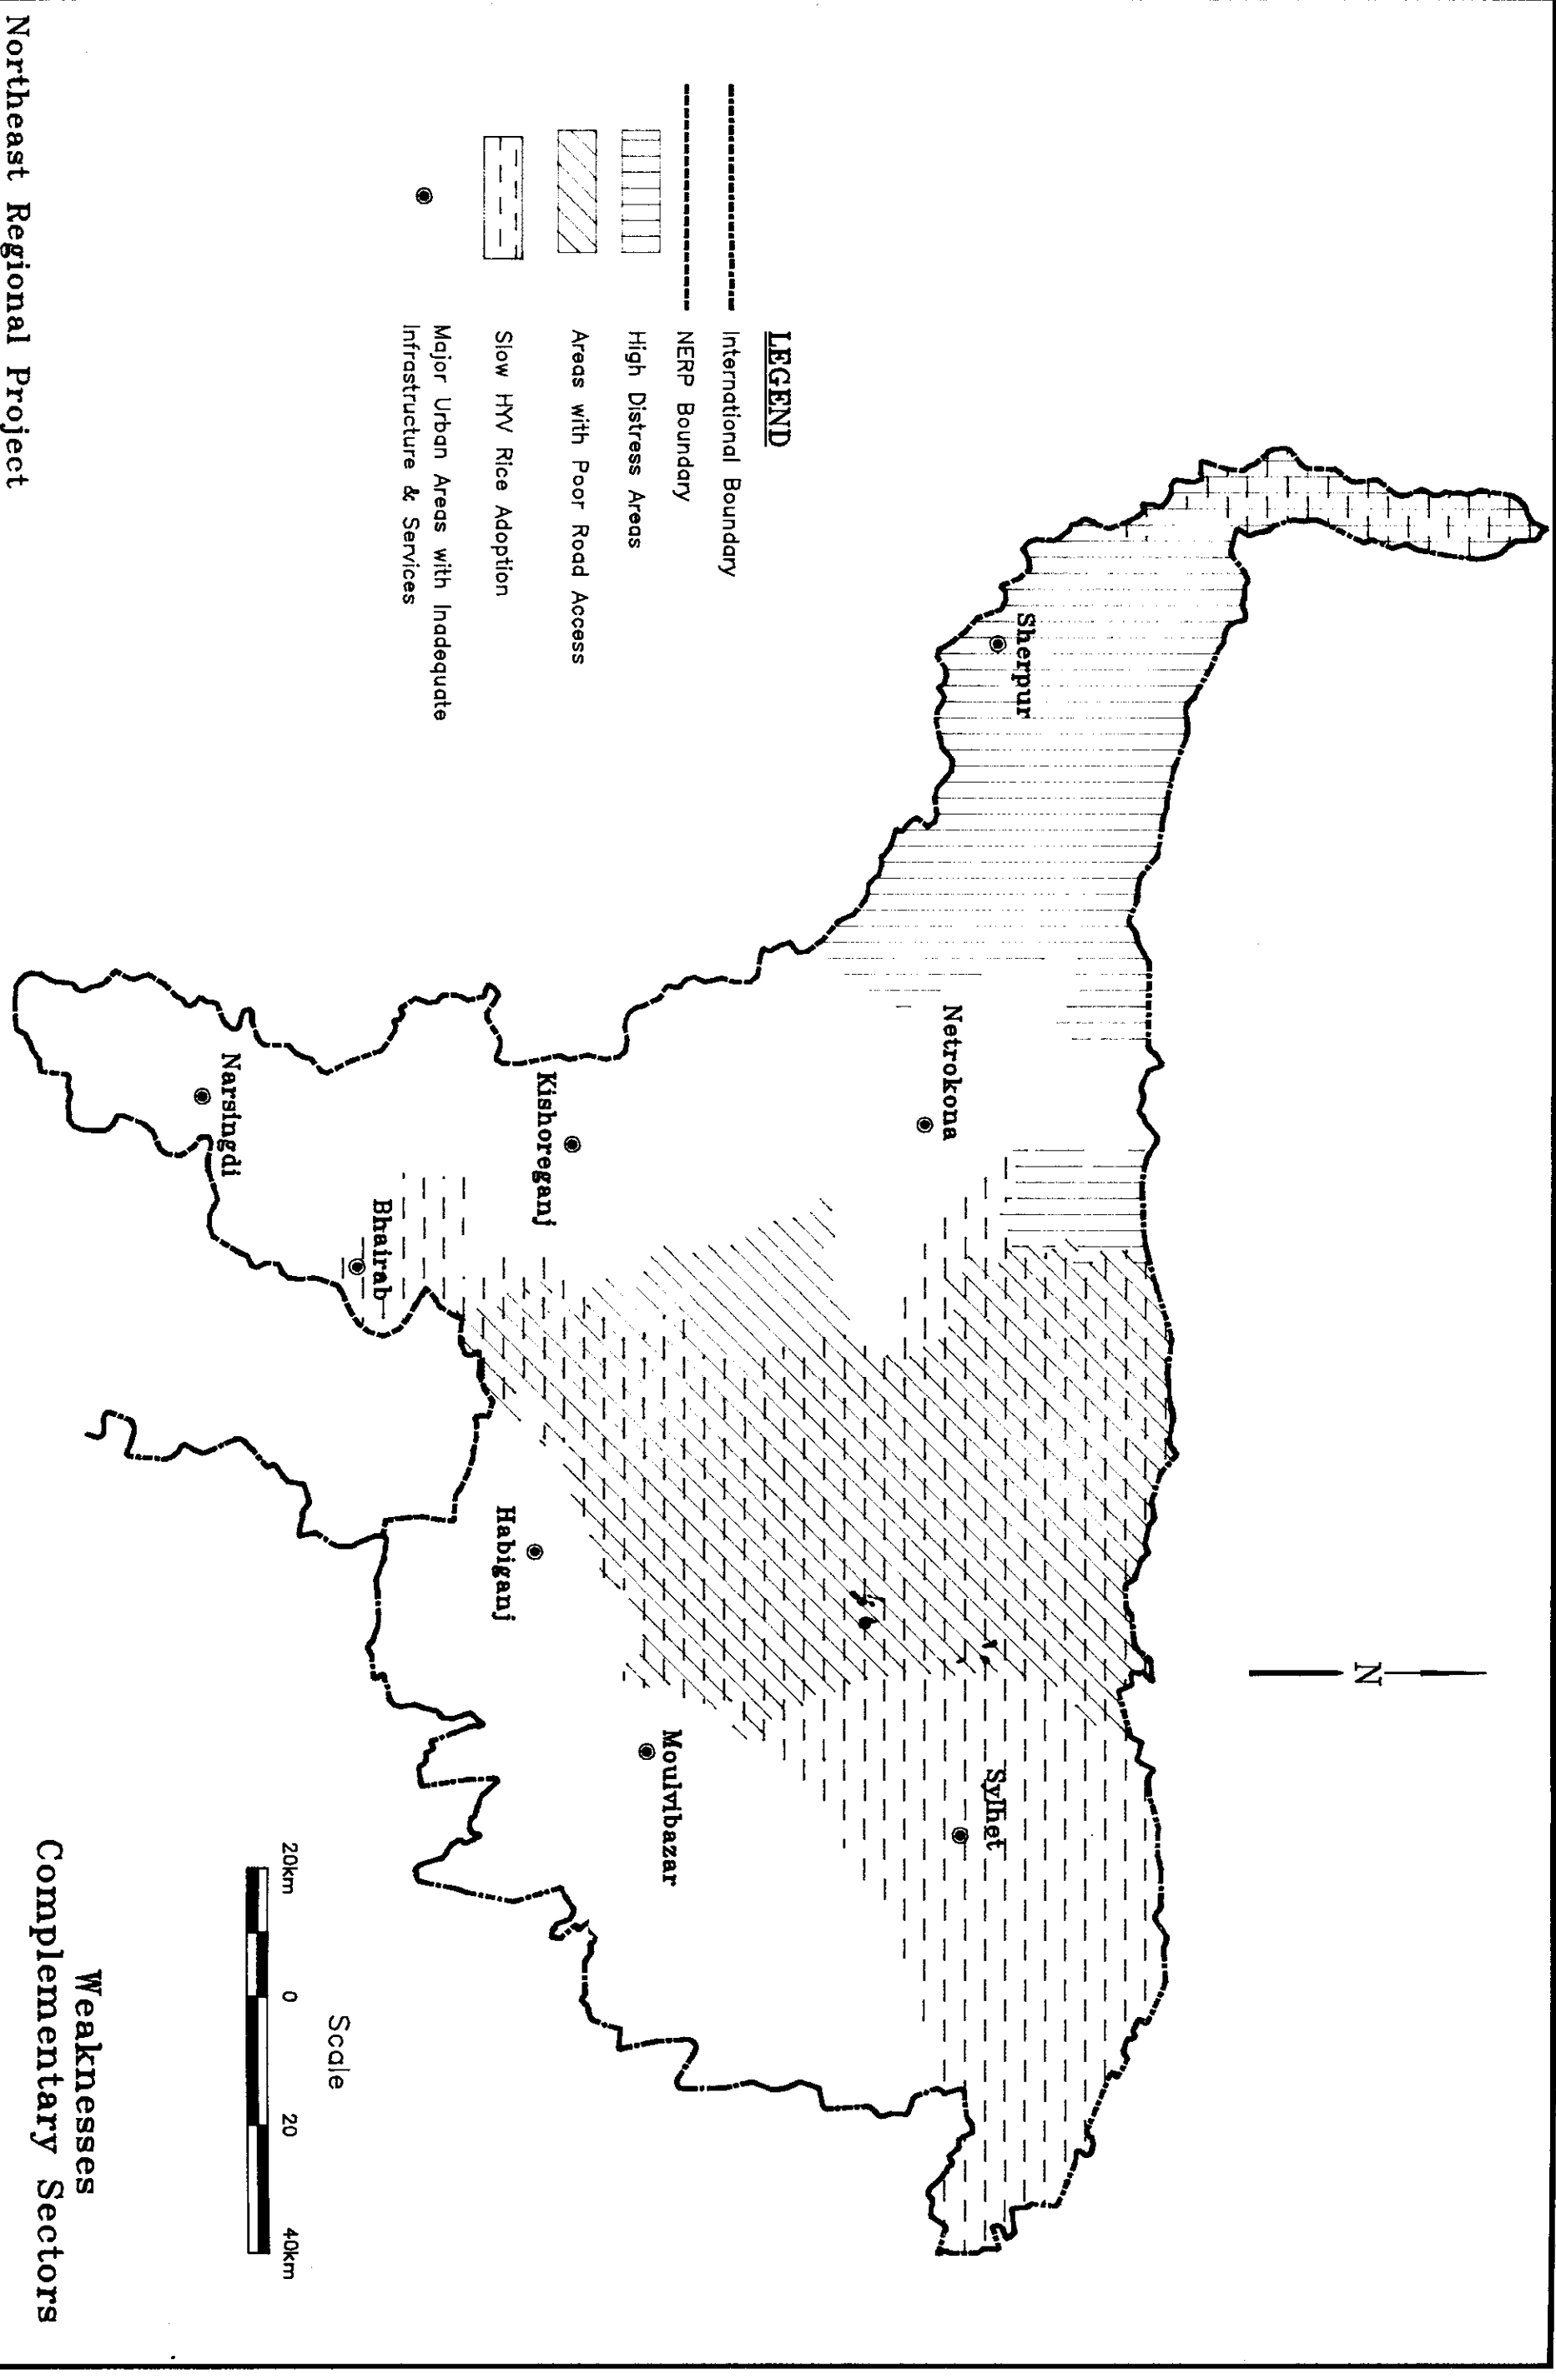 LEGEND
International Boundary
NERP Boundary
High Distress Areas
Areas with Poor Road Access
Slow HYV Rice Adoption
Major Urban Areas with Inadequate
Infrastructure & Services
N
Sherpur
Netrokona
Sylhet
Moulvibazar
Kishoreganj
Habiganj
Bhairab
Narsingdi
Scale
20km 0 20 40km
Weaknesses
Complementary Sectors
Northeast Regional Project